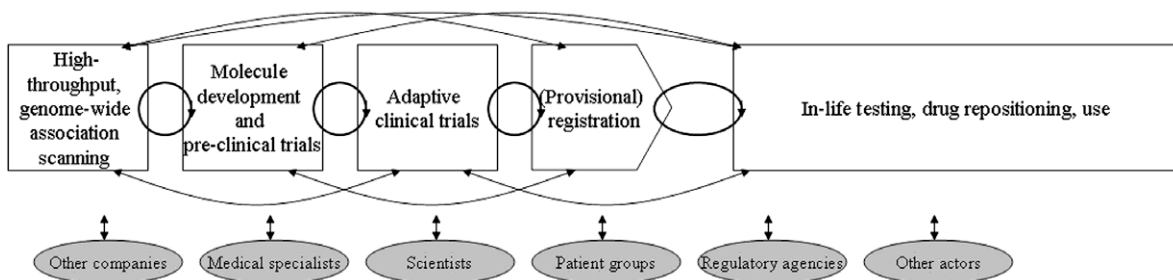 High-
throughput,
genome-wide
association
scanning
Molecule
development
and
pre-clinical trials
Adaptive
clinical trials
(Provisional)
registration
In-life testing, drug repositioning, use
Other companies
Medical specialists
Scientists
Patient groups
Regulatory agencies
Other actors